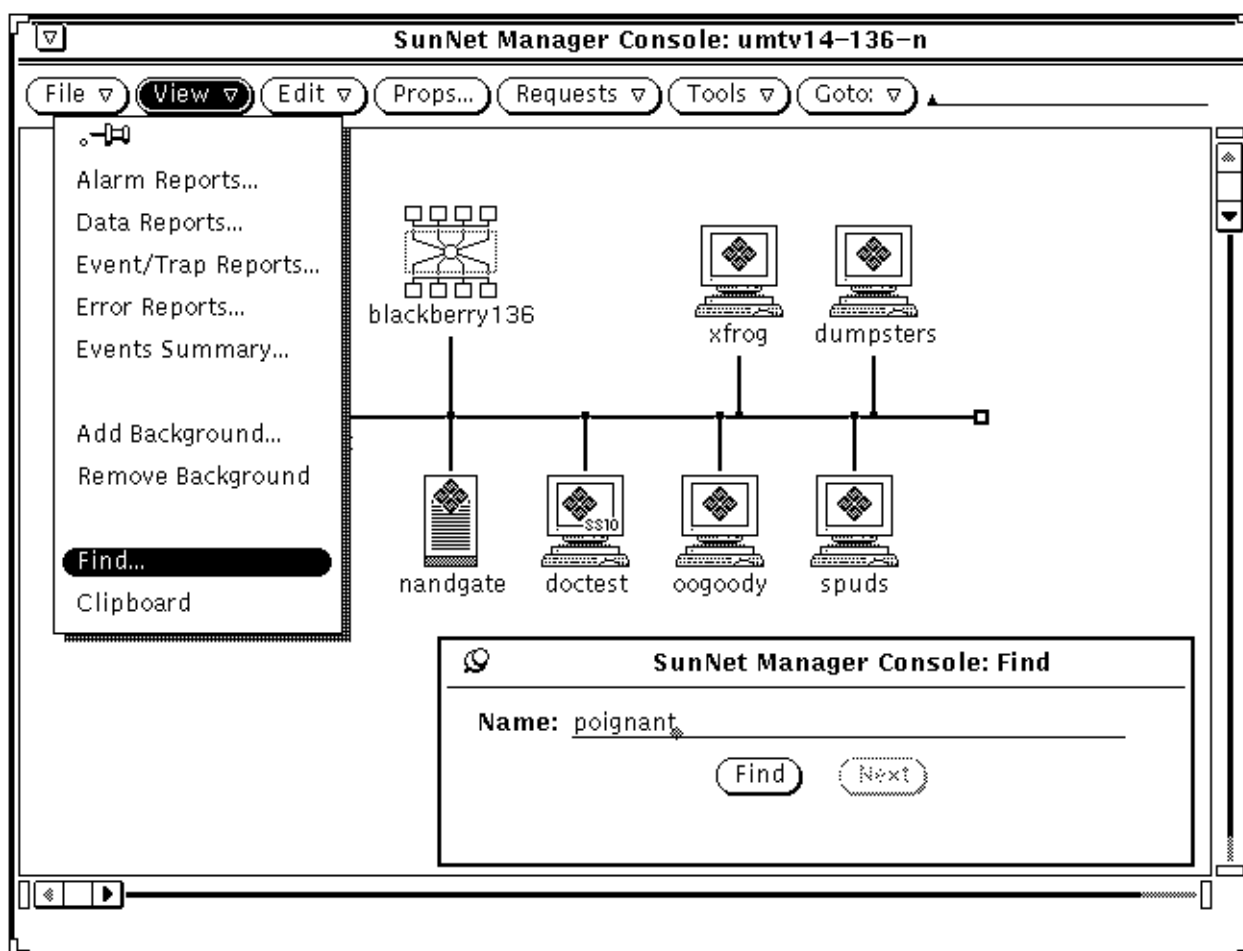 SunNet Manager Console: umtv14-136-n
File View Edit Props... Requests Tools Goto:
Alarm Reports...
Data Reports...
Event/Trap Reports...
Error Reports...
Events Summary...
Add Background...
Remove Background
Find...
Clipboard
blackberry136
xfrog
dumpsters
SS10
nandgate
doctest
oogoody
spuds
SunNet Manager Console: Find
Name: poignant
Find Next